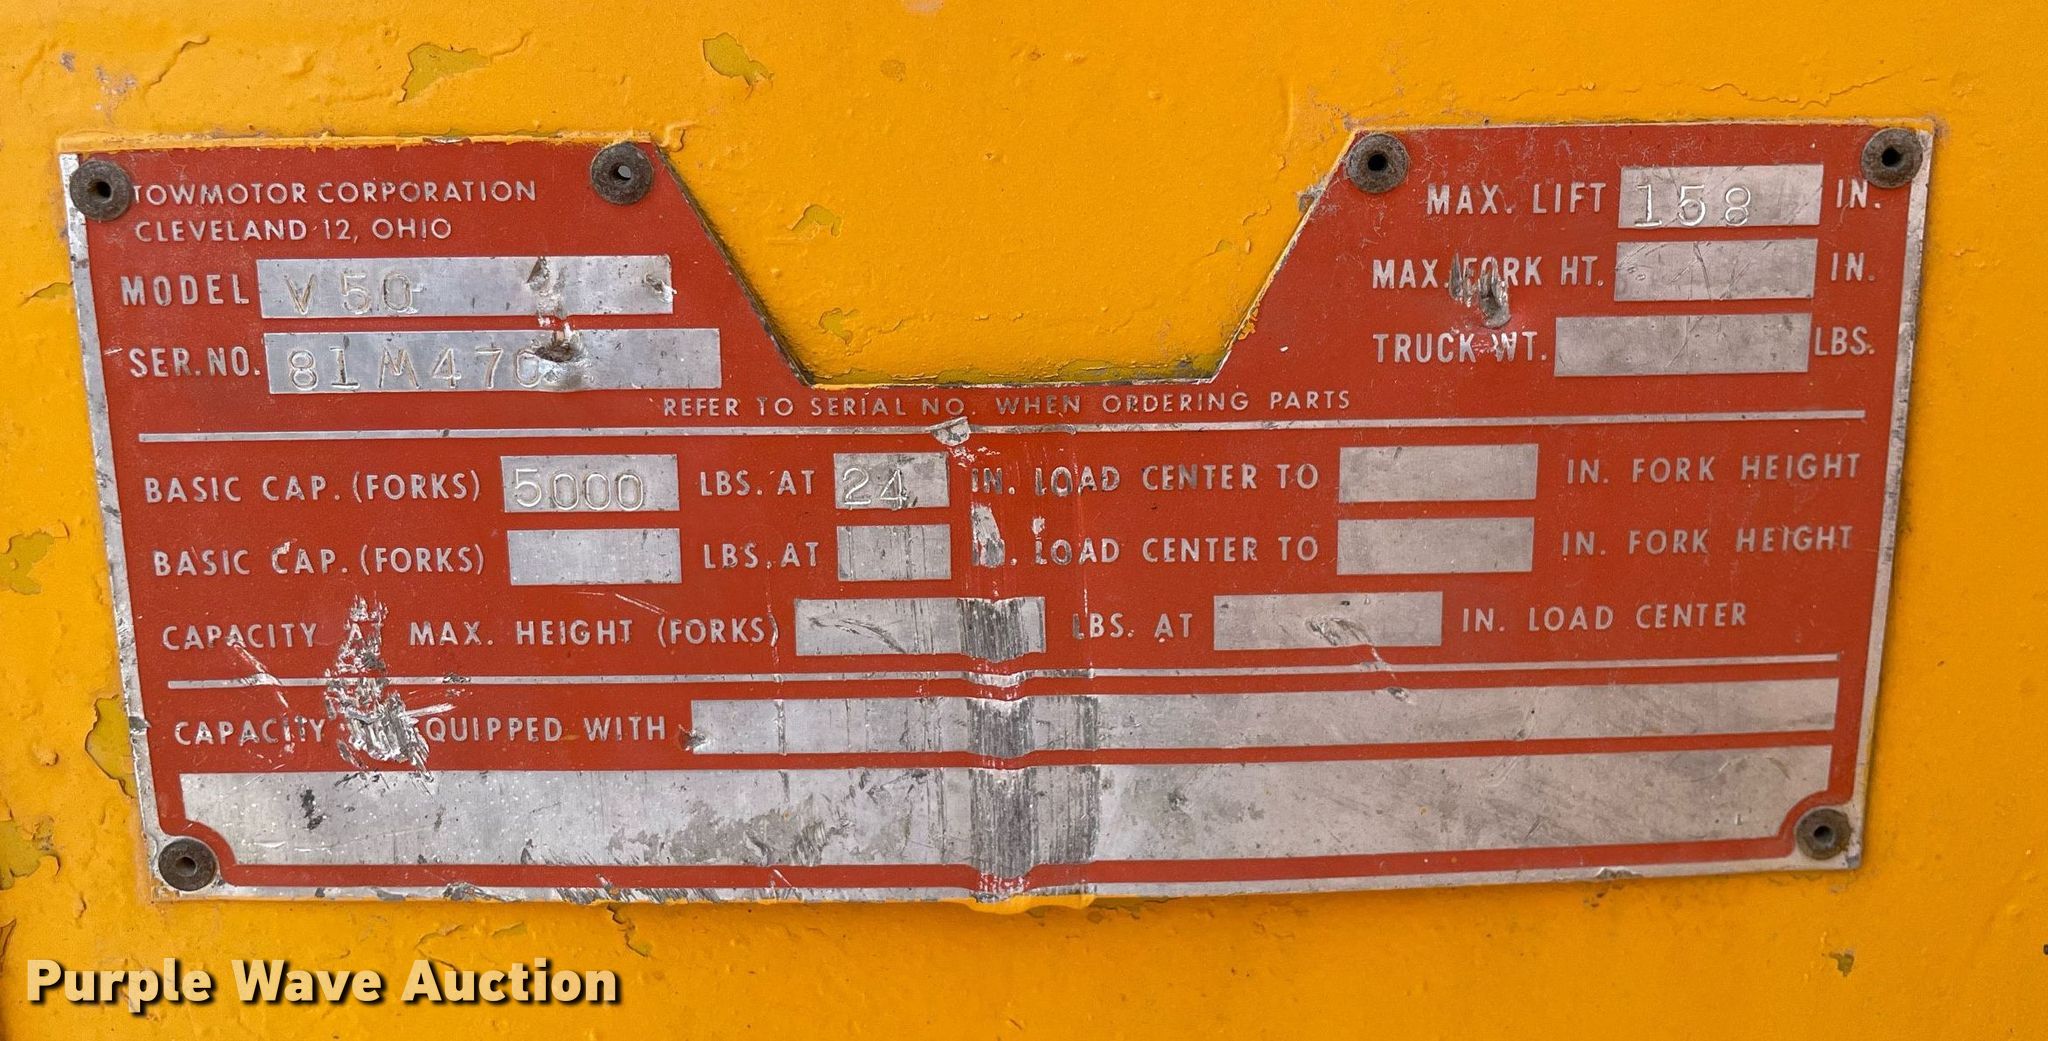 TOWMOTOR CORPORATION
CLEVELAND 12, OHIO
MODEL V 50
SER. NO. 81M470
MAX. LIFT 158 IN.
MAX. FORK HT. IN.
TRUCK WT. LBS.
REFER TO SERIAL NO. WHEN ORDERING PARTS
BASIC CAP. (FORKS) 5000 LBS. AT 24 IN. LOAD CENTER TO IN. FORK HEIGHT
BASIC CAP. (FORKS) LBS. AT IN. LOAD CENTER TO IN. FORK HEIGHT
CAPACITY MAX. HEIGHT (FORKS) LBS. AT IN. LOAD CENTER
CAPACITY EQUIPPED WITH
Purple Wave Auction